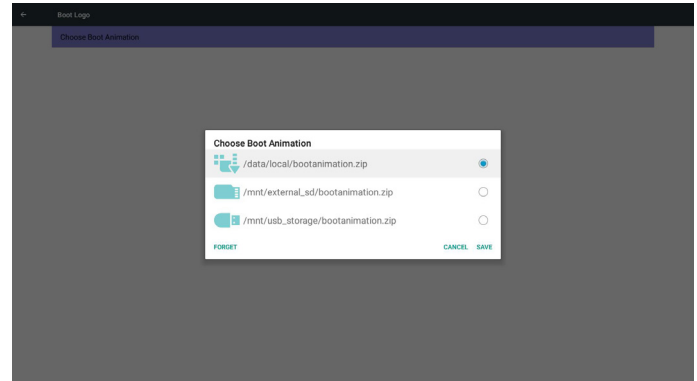 Boot Logo
Choose Boot Animation
Choose Boot Animation
/data/local/bootanimation.zip
/mnt/external_sd/bootanimation.zip
/mnt/usb_storage/bootanimation.zip
FORGET CANCEL SAVE